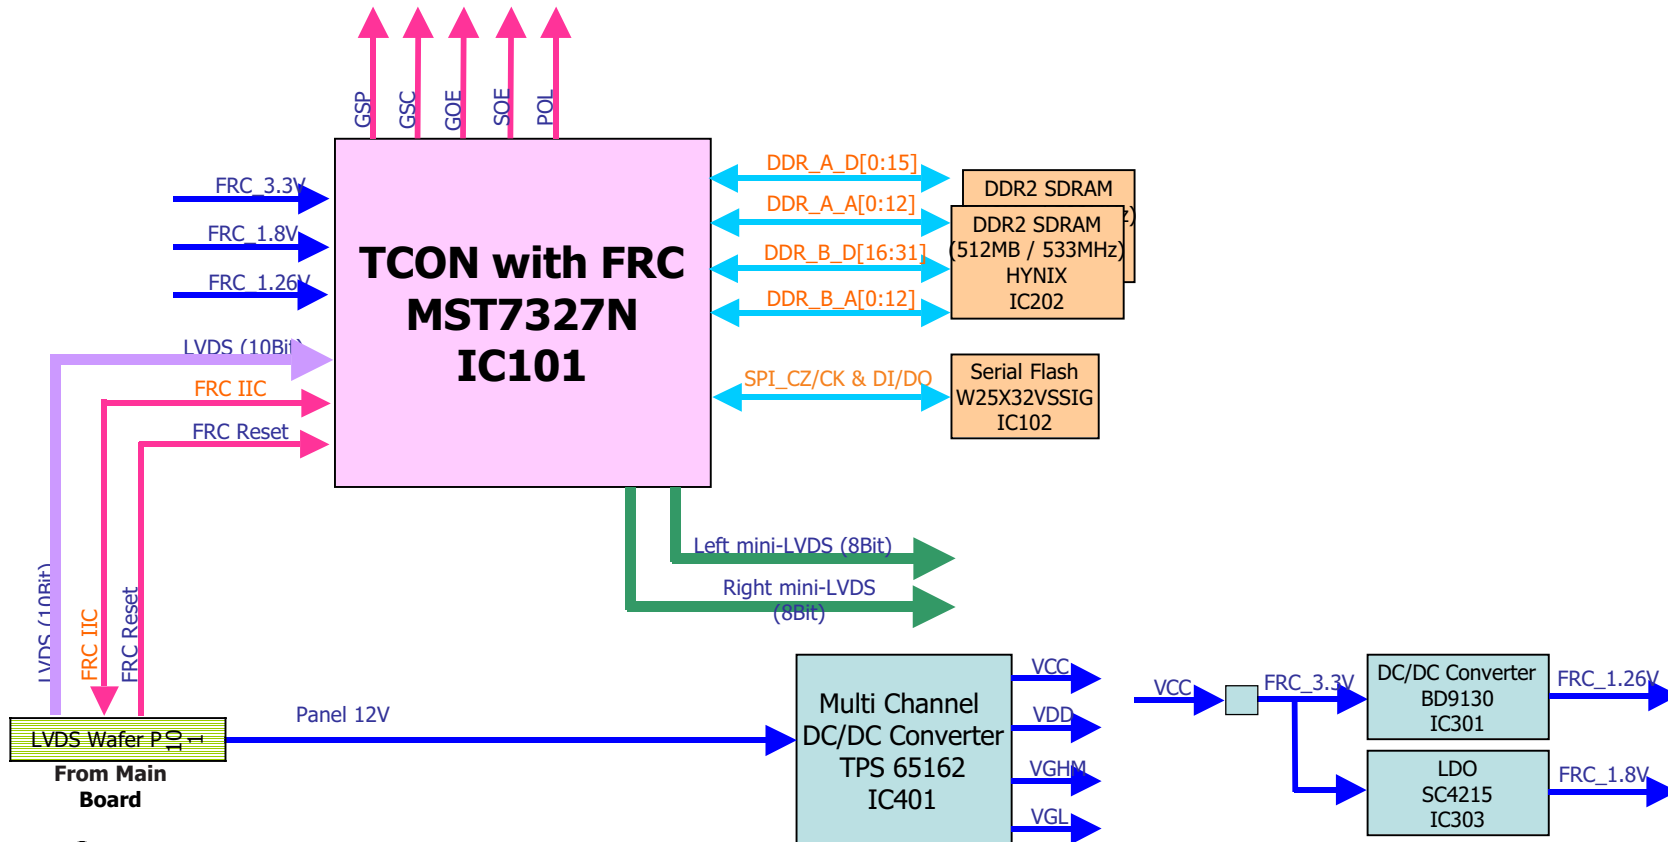 GSP
GSC
GOE
SOE
POL
FRC_3.3V
FRC_1.8V
FRC_1.26V
LVDS (10Bit)
FRC IIC
FRC Reset
TCON with FRC
MST7327N
IC101
DDR_A_D[0:15]
DDR_A_A[0:12]
DDR_B_D[16:31]
DDR_B_A[0:12]
SPI_CZ/CK & DI/DO
DDR2 SDRAM
DDR2 SDRAM
(512MB / 533MHz)
HYNIX
IC202
Serial Flash
W25X32VSSIG
IC102
Left mini-LVDS (8Bit)
Right mini-LVDS
(8Bit)
LVDS (10Bit)
FRC IIC
FRC Reset
LVDS Wafer P
10
1
From Main
Board
Panel 12V
Multi Channel
DC/DC Converter
TPS 65162
IC401
VCC
VDD
VGHM
VGL
VCC
FRC_3.3V
DC/DC Converter
BD9130
IC301
FRC_1.26V
LDO
SC4215
IC303
FRC_1.8V